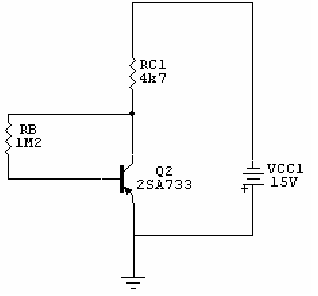 RC1
4k7
RB
1M2
Q2
2SA733
VCC1
15V
+